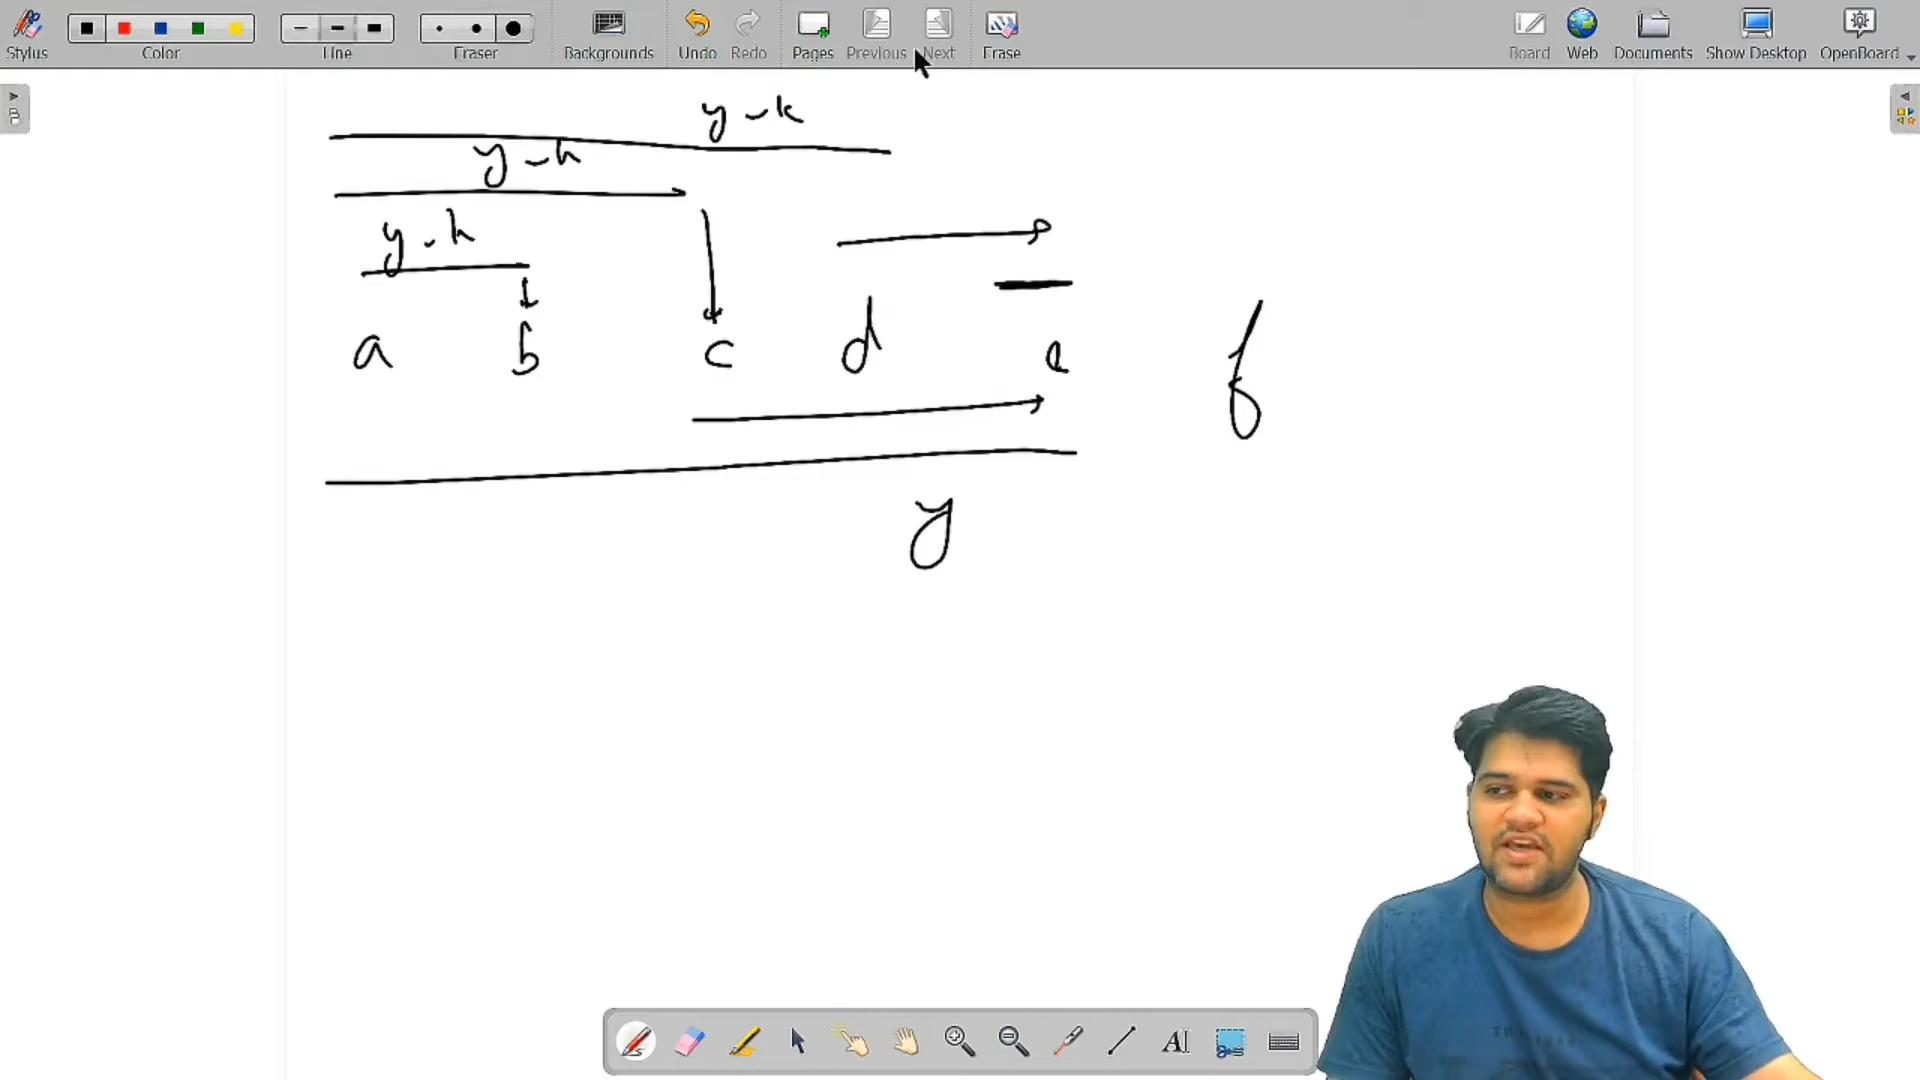 Stylus Color Line Eraser Backgrounds Undo Redo Pages Previous Next Erase Board Web Documents Show Desktop OpenBoard
y - k
y - k
y - k
a b c d e f
y